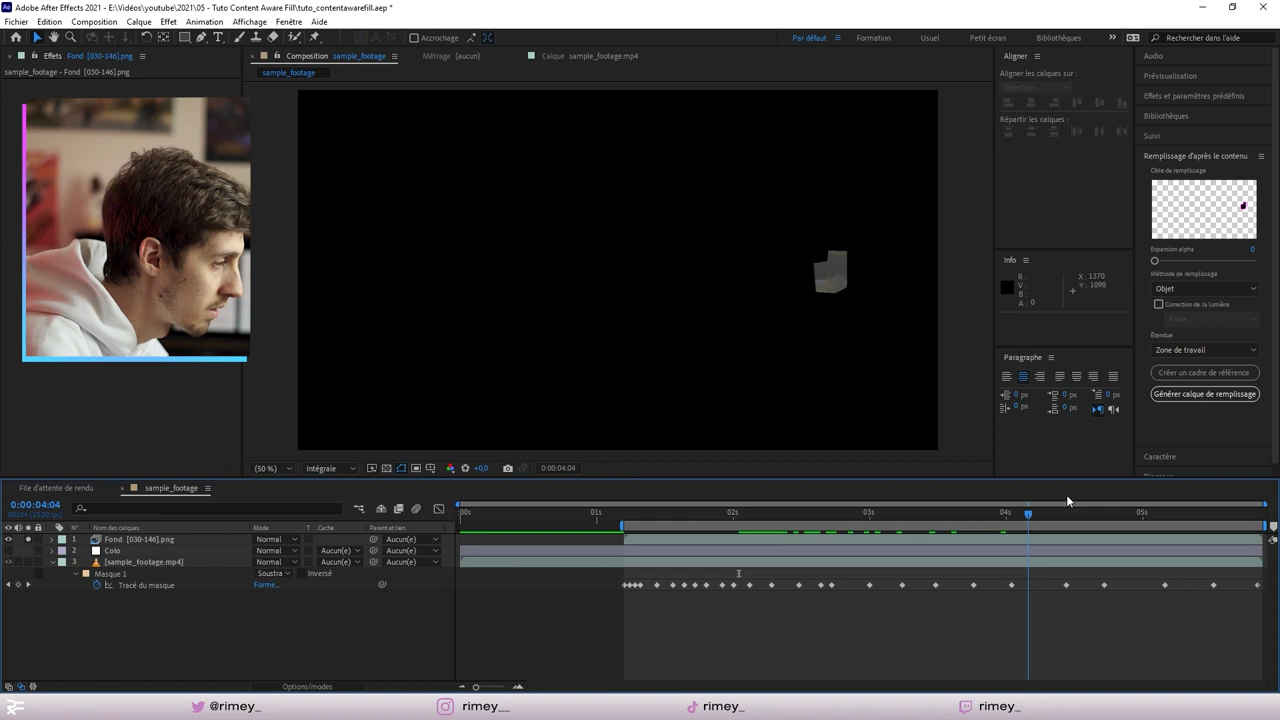 Adobe After Effects 2021 - E:\Vidéos\youtube\2021\05 - Tuto Content Aware Fill\tuto_contentawarefill.aep *
Fichier Edition Composition Calque Effet Animation Affichage Fenêtre Aide
Accrochage
Par défaut Formation Usuel Petit écran Bibliothèques Rechercher dans l'aide
Effets Fond [030-146].png
Composition sample_footage
Métrage (aucun)
Calque sample_footage.mp4
Aligner
Audio
sample_footage • Fond [030-146].png
sample_footage
Aligner les calques sur :
Sélection
Répartir les calques :
Prévisualisation
Effets et paramètres prédéfinis
Bibliothèques
Suivi
Remplissage d'après le contenu
Cible de remplissage
Expansion alpha 0
Méthode de remplissage
Objet
Correction de la lumière
Forte
Étendue
Zone de travail
Créer un cadre de référence
Générer calque de remplissage
Info
R :
V :
B :
A : 0
X : 1370
Y : 1098
Paragraphe
0 px 0 px 0 px
0 px 0 px
Caractère
(50 %) Intégrale +0,0 0:00:04:04
File d'attente de rendu
sample_footage
0:00:04:04
:00s 01s 02s 03s 04s 05s
N° Nom des calques Mode T .Cache Parent et lien
1 Fond [030-146].png Normal Aucun(e)
2 Colo Normal Aucun(e) Aucun(e)
3 [sample_footage.mp4] Normal Aucun(e) Aucun(e)
Masque 1 Soustra Inversé
Tracé du masque Forme...
Options/modes
@rimey_ rimey__ rimey_ rimey_